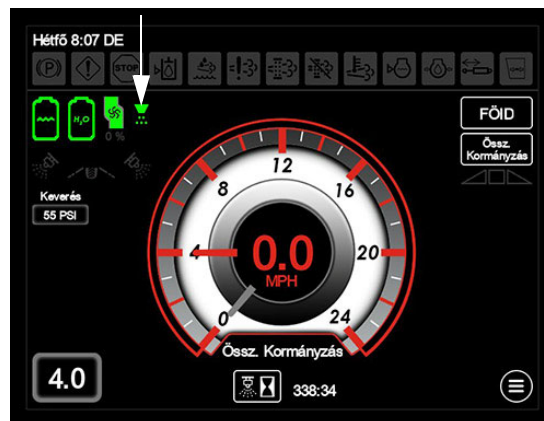 Hétfő 8:07 DE
(P) STOP
H₂O
0 %
FÖlD
Össz.
Kormányzás
Keverés
55 PSI
12
8 16
4 20
0.0
MPH
0 24
Össz. Kormányzás
4.0
338:34